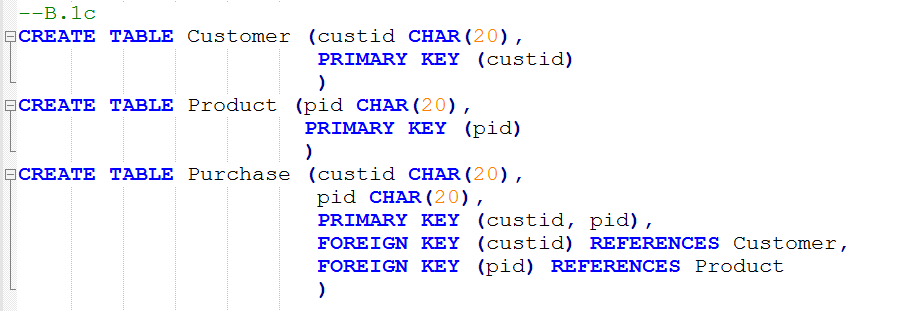 --B.1c
CREATE TABLE Customer (custid CHAR(20),
PRIMARY KEY (custid)
)
CREATE TABLE Product (pid CHAR(20),
PRIMARY KEY (pid)
)
CREATE TABLE Purchase (custid CHAR(20),
pid CHAR(20),
PRIMARY KEY (custid, pid),
FOREIGN KEY (custid) REFERENCES Customer,
FOREIGN KEY (pid) REFERENCES Product
)